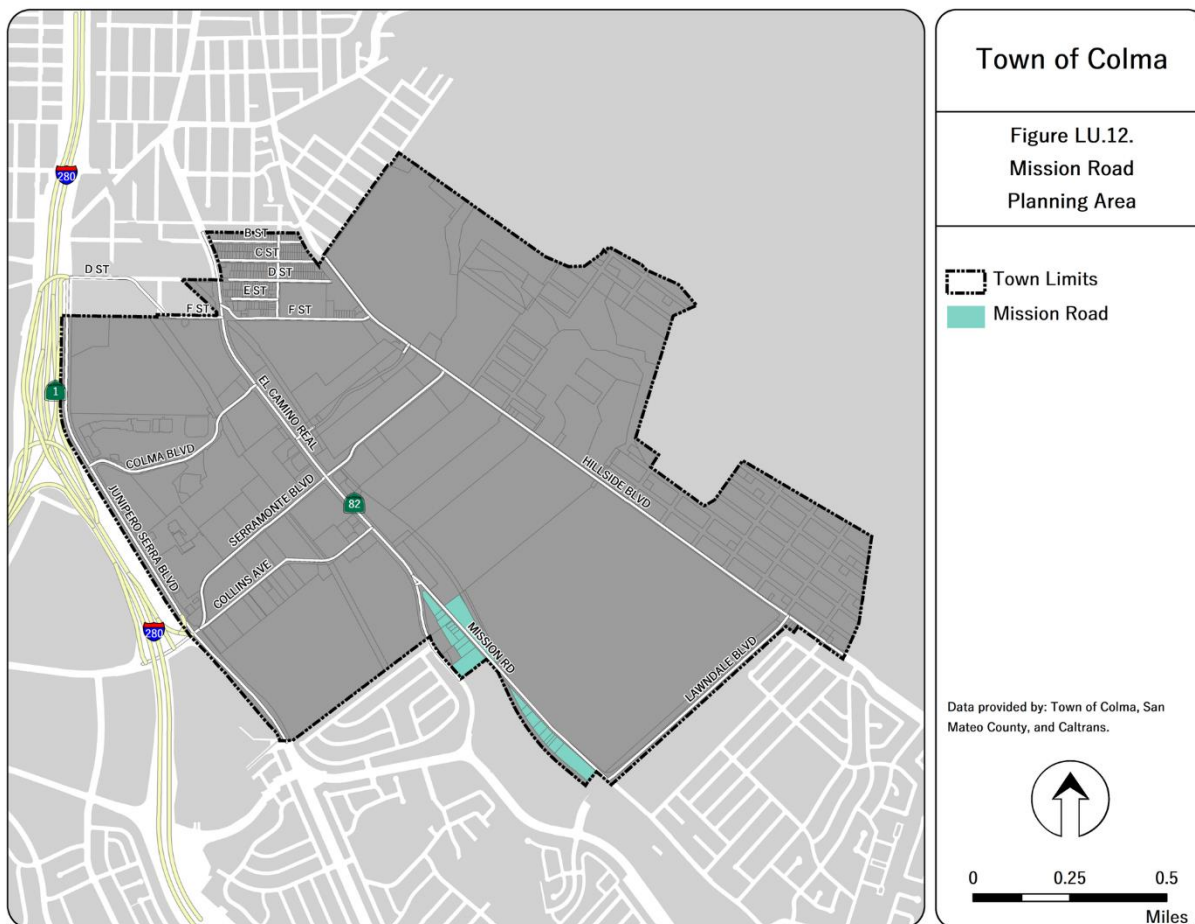 Town of Colma
Figure LU.12.
Mission Road
Planning Area
Town Limits
Mission Road
Data provided by: Town of Colma, San
Mateo County, and Caltrans.
0 0.25 0.5
Miles
280
B ST
C ST
D ST
D ST
E ST
F ST
F ST
1
EL CAMINO REAL
COLMA BLVD
JUNIPERO SERRA BLVD
SERRAMONTE BLVD
HILLSIDE BLVD
82
COLLINS AVE
280
MISSION RD
LAWNDALE BLVD